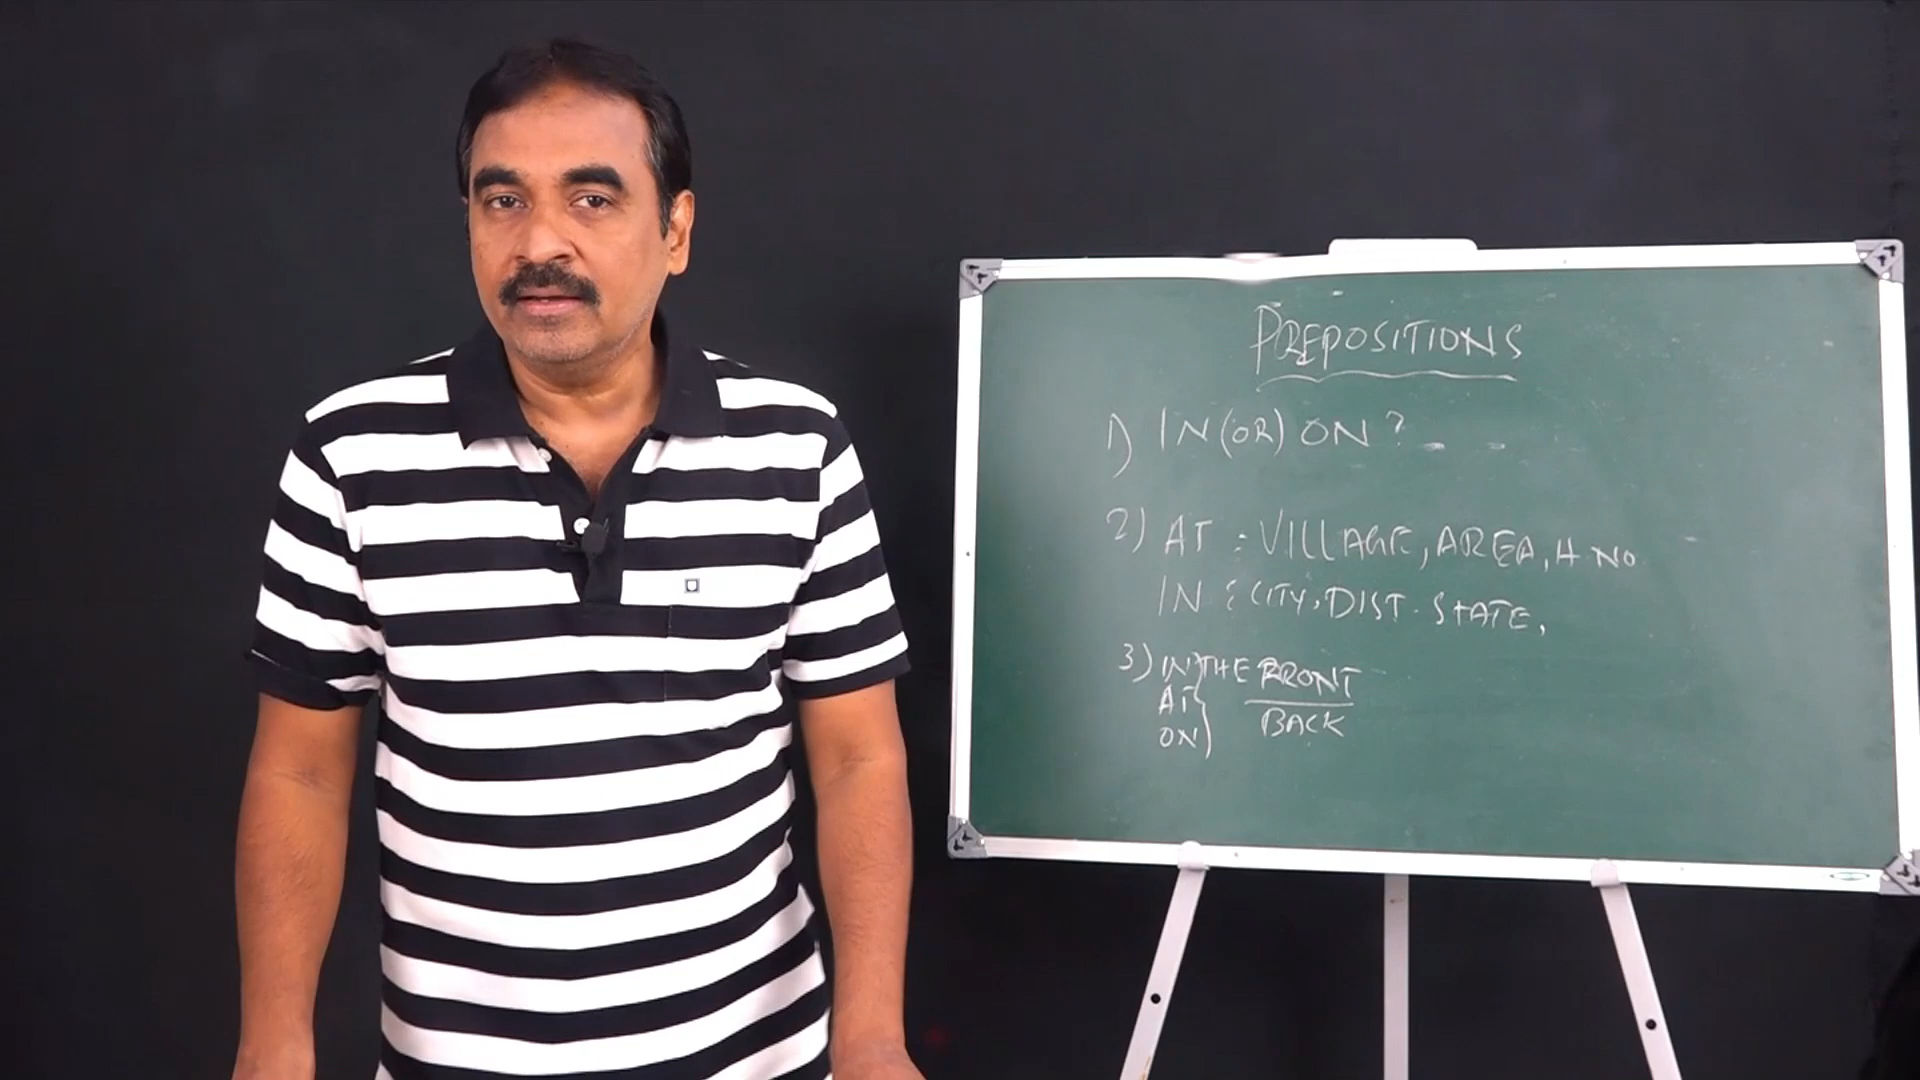 PREPOSITIONS
1) IN (OR) ON ?
2) AT : VILLAGE, AREA, H NO
IN : CITY, DIST. STATE,
3) IN THE FRONT
AT
ON
BACK